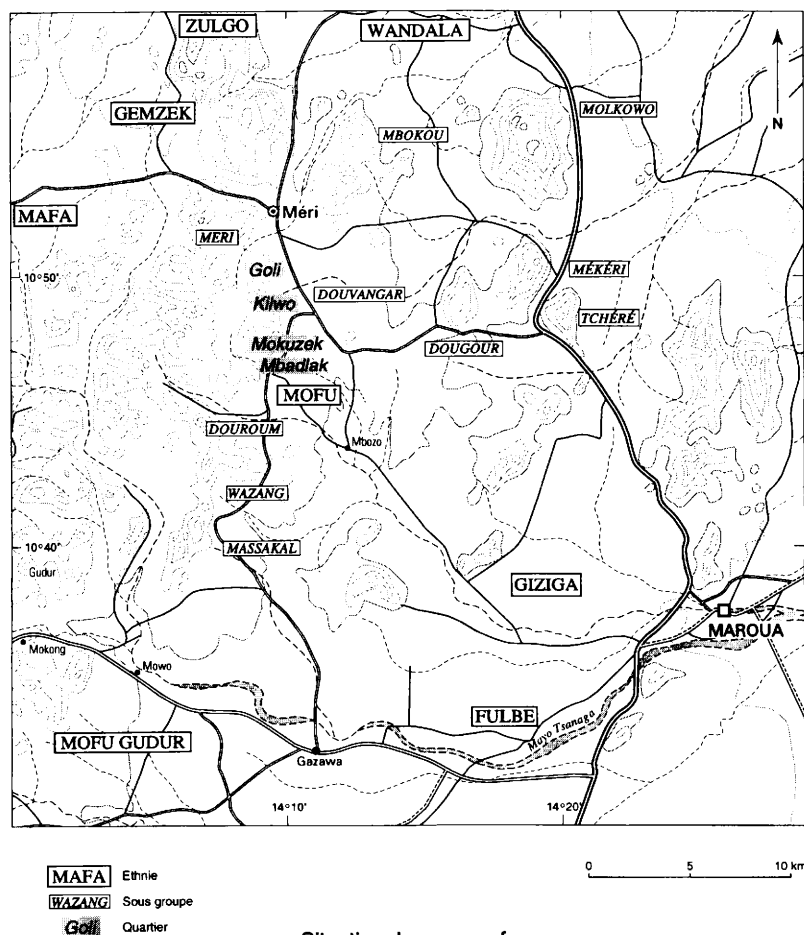 ZULGO
WANDALA
GEMZEK
MOLKOWO
MBOKOU
N
MAFA
Méri
MERI
Goli
MÉKÉRI
10°50'
Kilwo
DOUVANGAR
TCHÉRÉ
Mokuzek
DOUGOUR
Mbadlak
MOFU
DOUROUM
Mbozo
WAZANG
10°40'
MASSAKAL
Gudur
GIZIGA
MAROUA
Mokong
Mowo
FULBE
Mayo Tsanaga
MOFU GUDUR
Gazawa
14°10'
14°20'
0 5 10 km
MAFA Ethnie
WAZANG Sous groupe
Goli Quartier